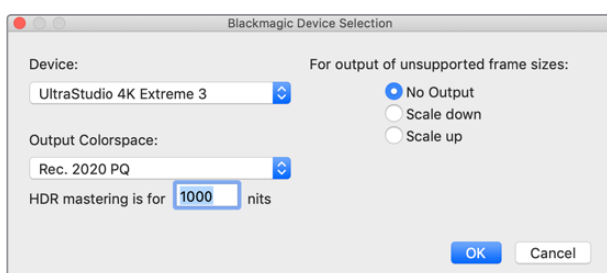 Blackmagic Device Selection
Device:
UltraStudio 4K Extreme 3
Output Colorspace:
Rec. 2020 PQ
HDR mastering is for 1000 nits
For output of unsupported frame sizes:
No Output
Scale down
Scale up
OK Cancel